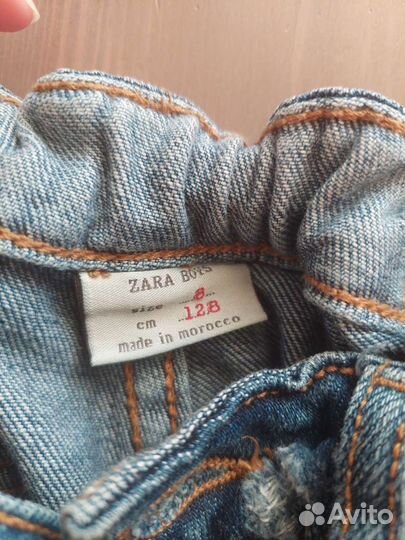 ZARA BOYS
size 8
cm 128
made in morocco
Avito